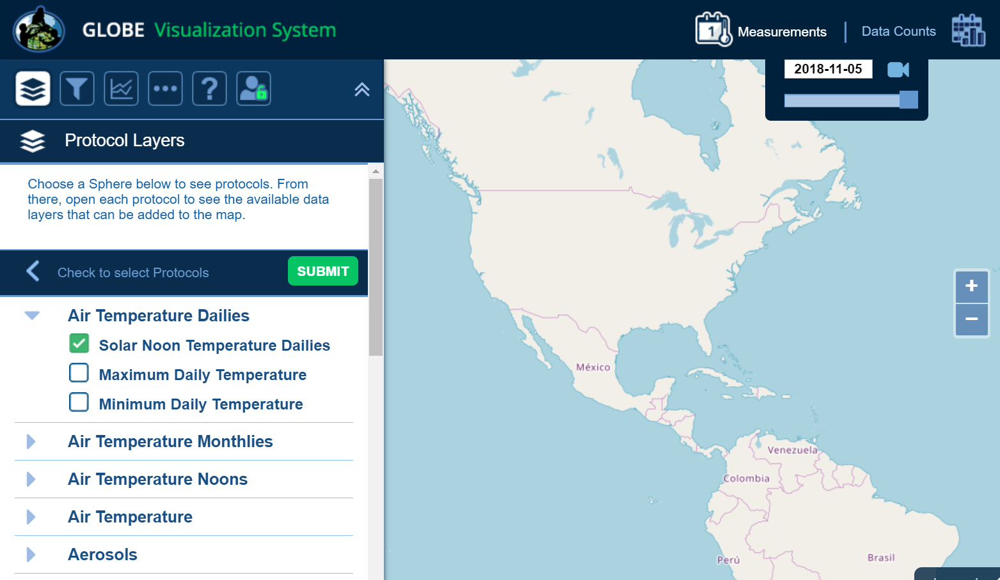 GLOBE Visualization System
1
Measurements
Data Counts
2018-11-05
?
Protocol Layers
Choose a Sphere below to see protocols. From
there, open each protocol to see the available data
layers that can be added to the map.
Check to select Protocols
SUBMIT
Air Temperature Dailies
Solar Noon Temperature Dailies
Maximum Daily Temperature
Minimum Daily Temperature
Air Temperature Monthlies
Air Temperature Noons
Air Temperature
Aerosols
+
−
México
Venezuela
Colombia
Perú
Brasil